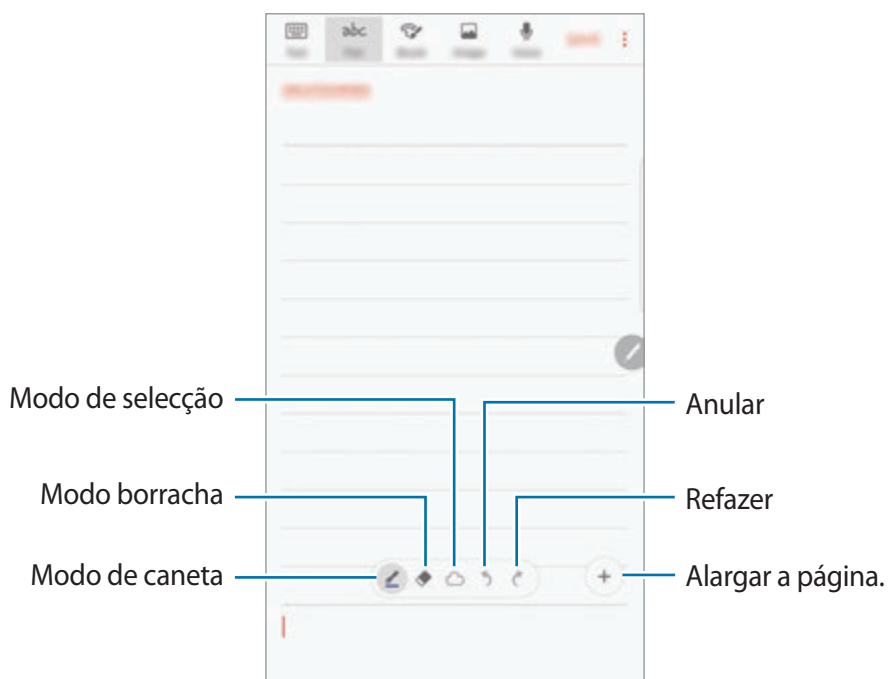 abc
Modo de selecção
Anular
Modo borracha
Refazer
Modo de caneta
Alargar a página.